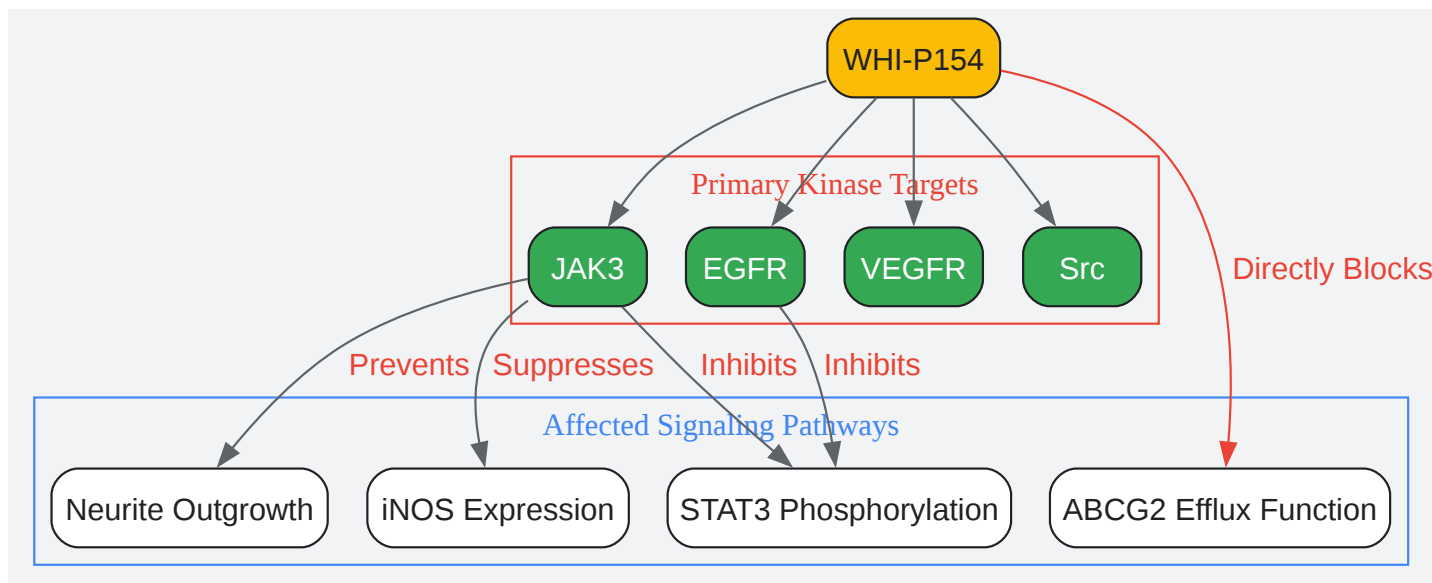 WHI-P154
Primary Kinase Targets
JAK3
EGFR
VEGFR
Src
Directly Blocks
Prevents
Suppresses
Inhibits
Inhibits
Affected Signaling Pathways
Neurite Outgrowth
iNOS Expression
STAT3 Phosphorylation
ABCG2 Efflux Function